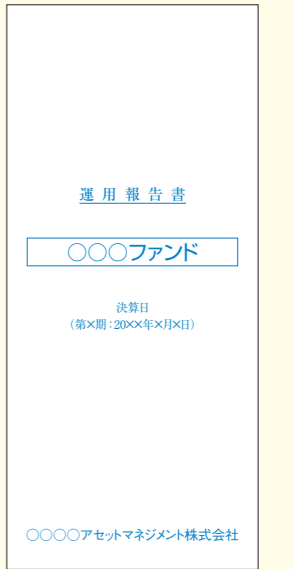 運用報告書
○○○ファンド
決算日
（第×期：20××年×月×日）
○○○○アセットマネジメント株式会社